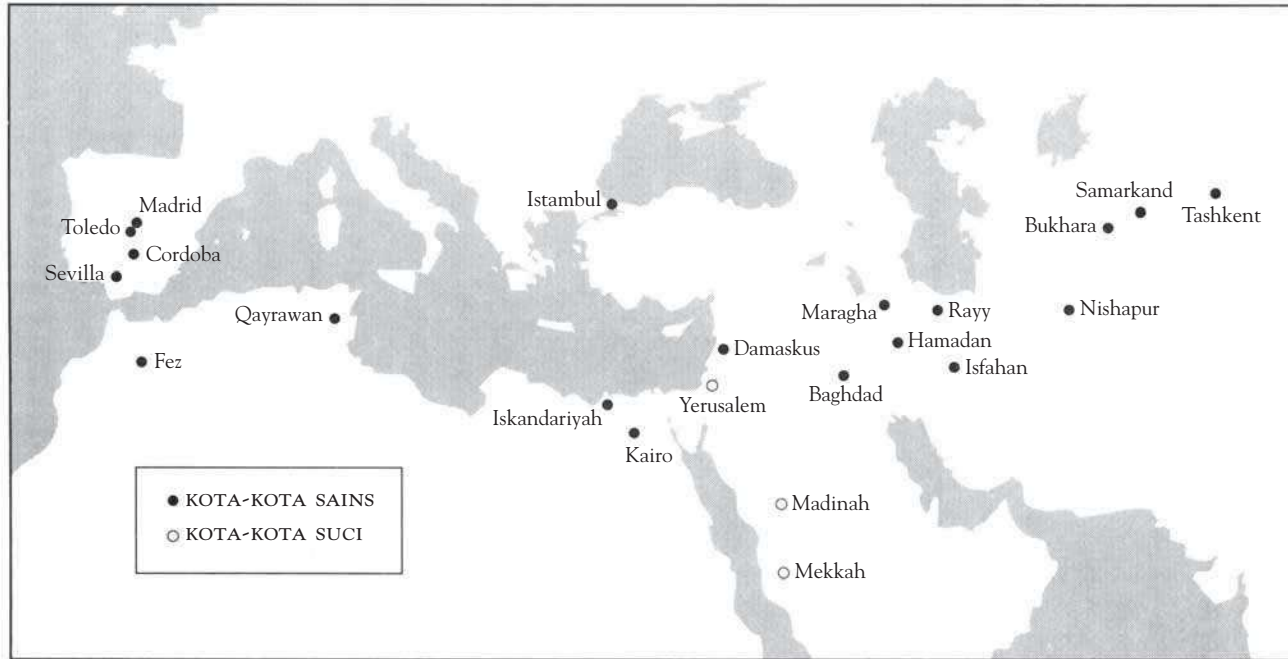 Samarkand
Tashkent
Bukhara
Istambul
Madrid
Toledo
Cordoba
Sevilla
Qayrawan
Maragha
Rayy
Nishapur
Hamadan
Damaskus
Isfahan
Fez
Baghdad
Yerusalem
Iskandariyah
Kairo
KOTA-KOTA SAINS
KOTA-KOTA SUCI
Madinah
Mekkah